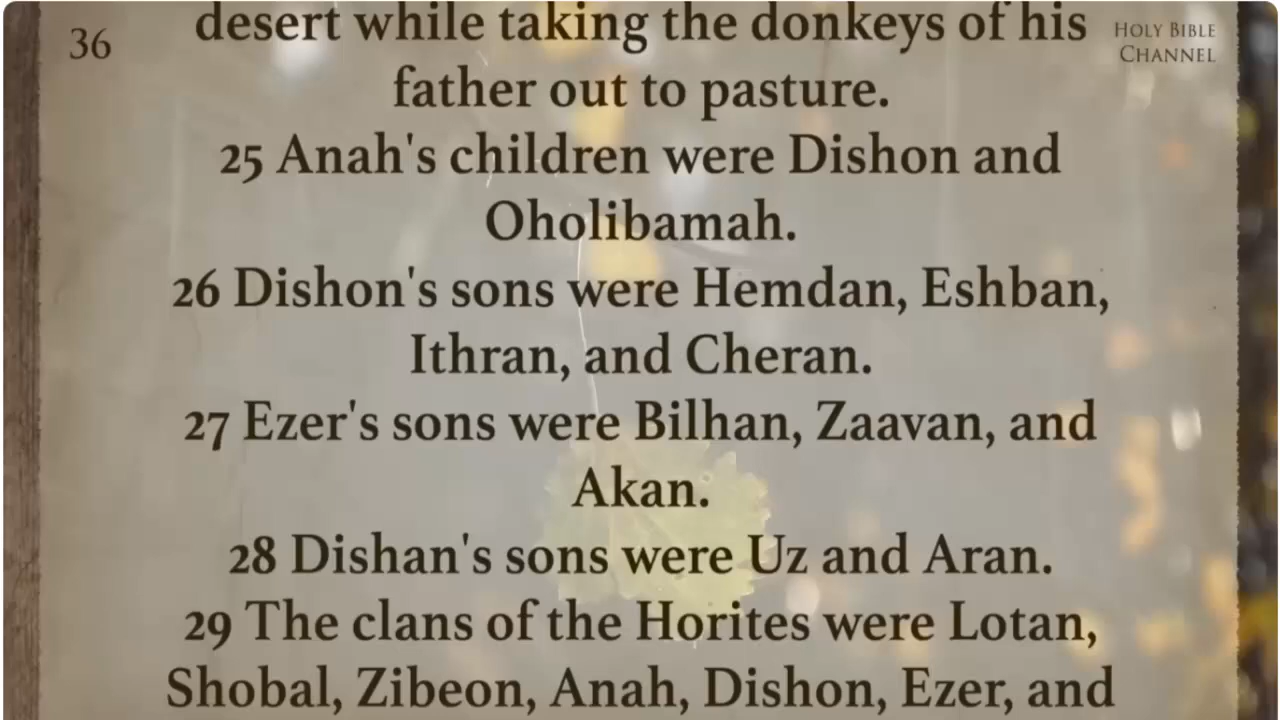 36
HOLY BIBLE
CHANNEL
desert while taking the donkeys of his
father out to pasture.
25 Anah's children were Dishon and
Oholibamah.
26 Dishon's sons were Hemdan, Eshban,
Ithran, and Cheran.
27 Ezer's sons were Bilhan, Zaavan, and
Akan.
28 Dishan's sons were Uz and Aran.
29 The clans of the Horites were Lotan,
Shobal, Zibeon, Anah, Dishon, Ezer, and